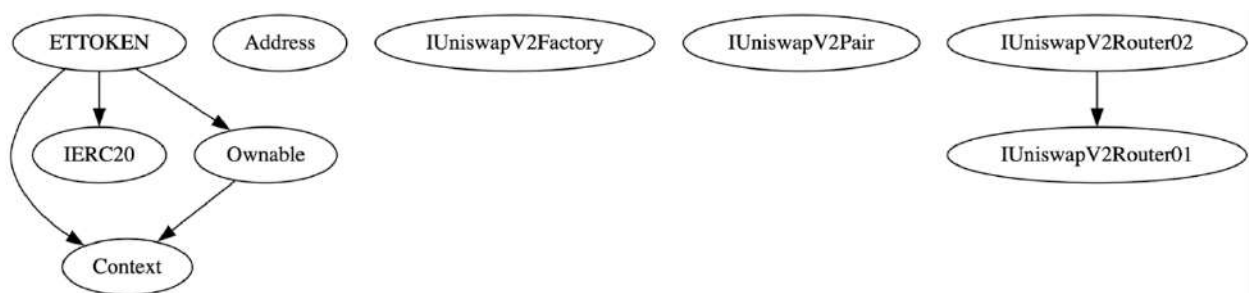 ETTOKEN
Address
IUniswapV2Factory
IUniswapV2Pair
IUniswapV2Router02
IERC20
Ownable
IUniswapV2Router01
Context